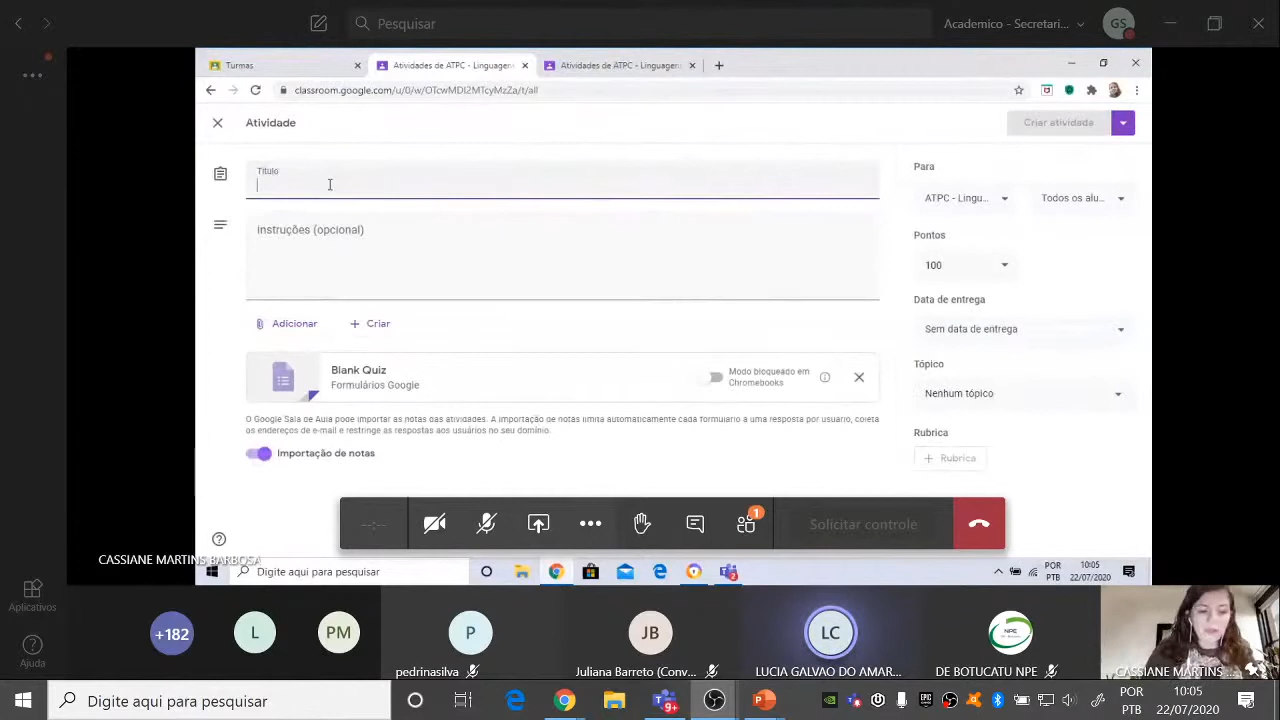 Pesquisar
Academico - Secretari...
GS
Turmas
Atividades de ATPC - Linguagen
Atividades de ATPC - Linguagen
classroom.google.com/u/0/w/OTcwMDI2MTcyMzZa/t/all
Atividade
Criar atividade
Título
Para
ATPC - Lingu...
Todos os alu...
Instruções (opcional)
Pontos
100
Data de entrega
Sem data de entrega
Adicionar
Criar
Tópico
Nenhum tópico
Blank Quiz
Formulários Google
Modo bloqueado em
Chromebooks
O Google Sala de Aula pode importar as notas das atividades. A importação de notas limita automaticamente cada formulário a uma resposta por usuário, coleta
os endereços de e-mail e restringe as respostas aos usuários no seu domínio.
Importação de notas
Rubrica
+ Rubrica
--:--
1
Solicitar controle
CASSIANE MARTINS BARBOSA
Digite aqui para pesquisar
POR
PTB
10:05
22/07/2020
Aplicativos
Ajuda
+182
L
PM
P
JB
LC
NPE
pedrinasilva
Juliana Barreto (Conv...
LUCIA GALVAO DO AMAR...
DE BOTUCATU NPE
CASSIANE MARTINS
Digite aqui para pesquisar
9+
POR
PTB
10:05
22/07/2020